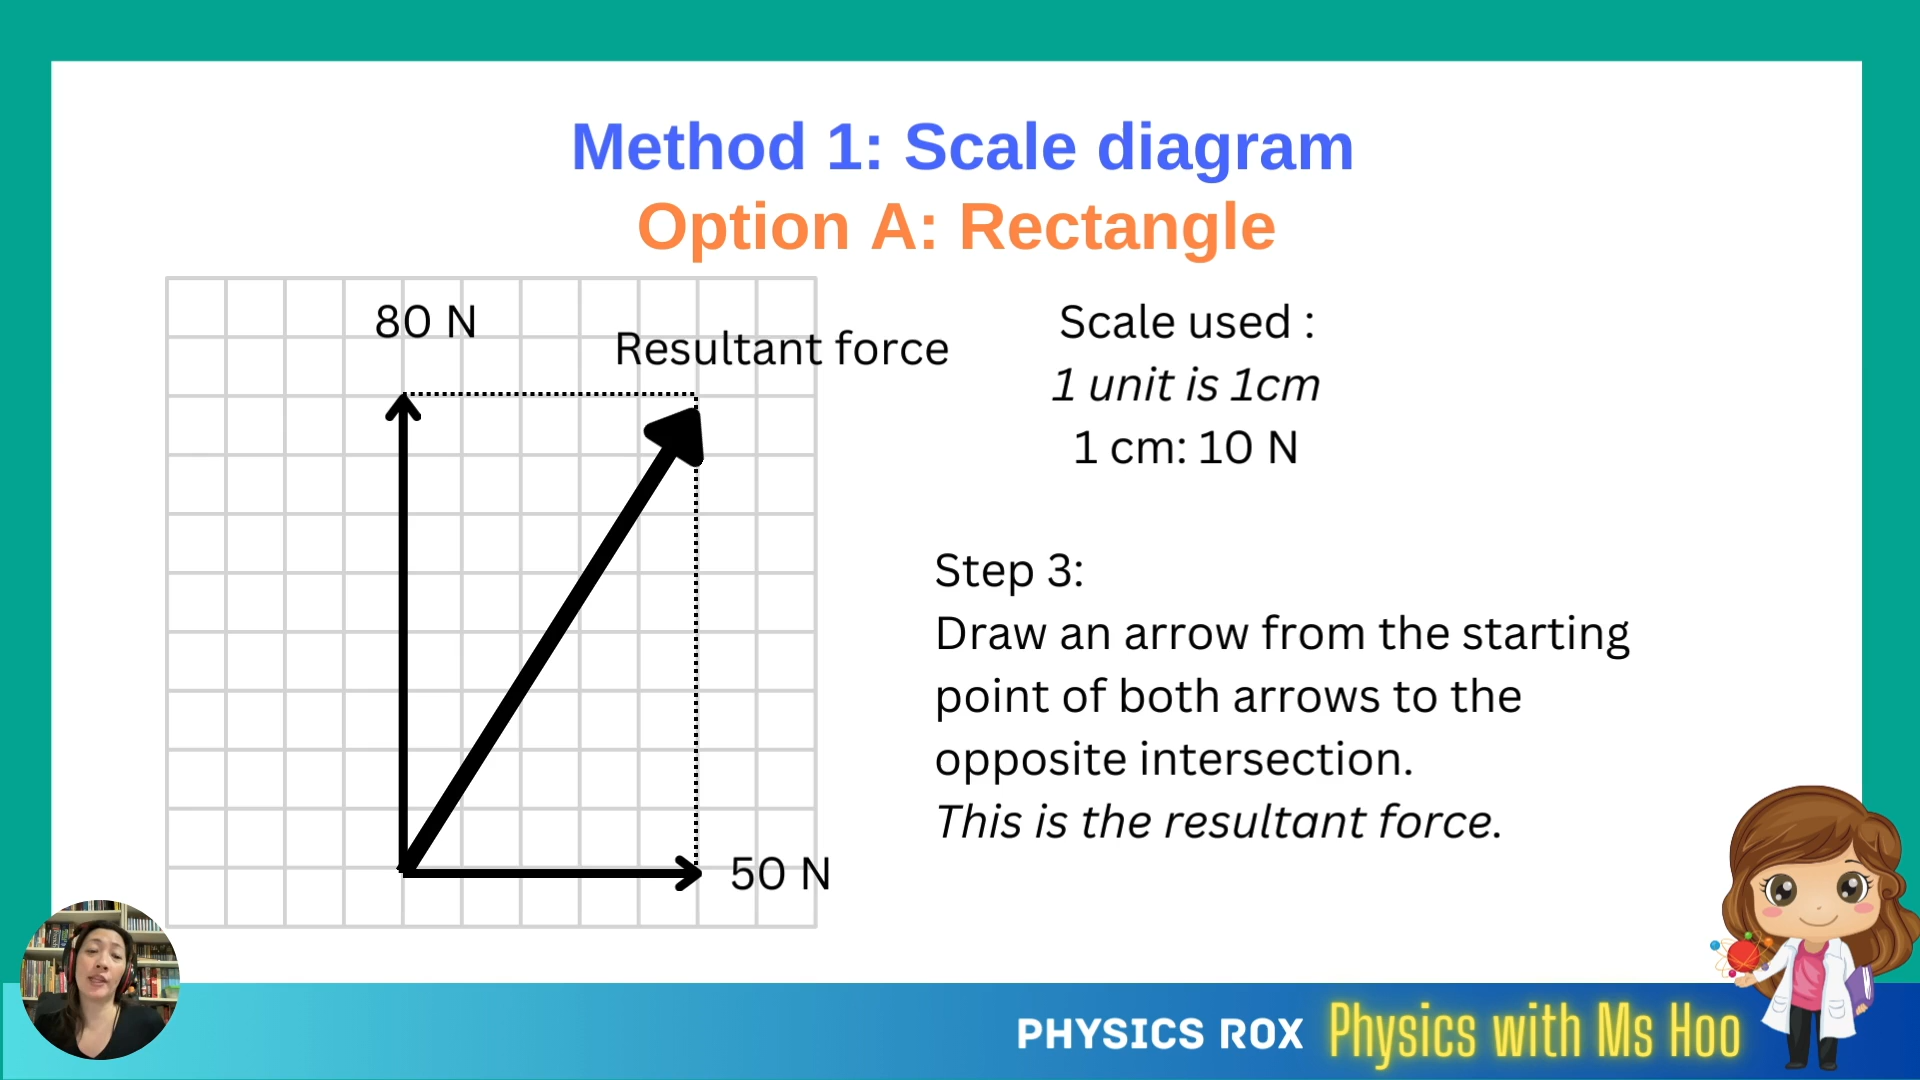 Method 1: Scale diagram
Option A: Rectangle
80 N
Resultant force
50 N
Scale used :
1 unit is 1cm
1 cm: 10 N
Step 3:
Draw an arrow from the starting
point of both arrows to the
opposite intersection.
This is the resultant force.
PHYSICS ROX
Physics with Ms Hoo